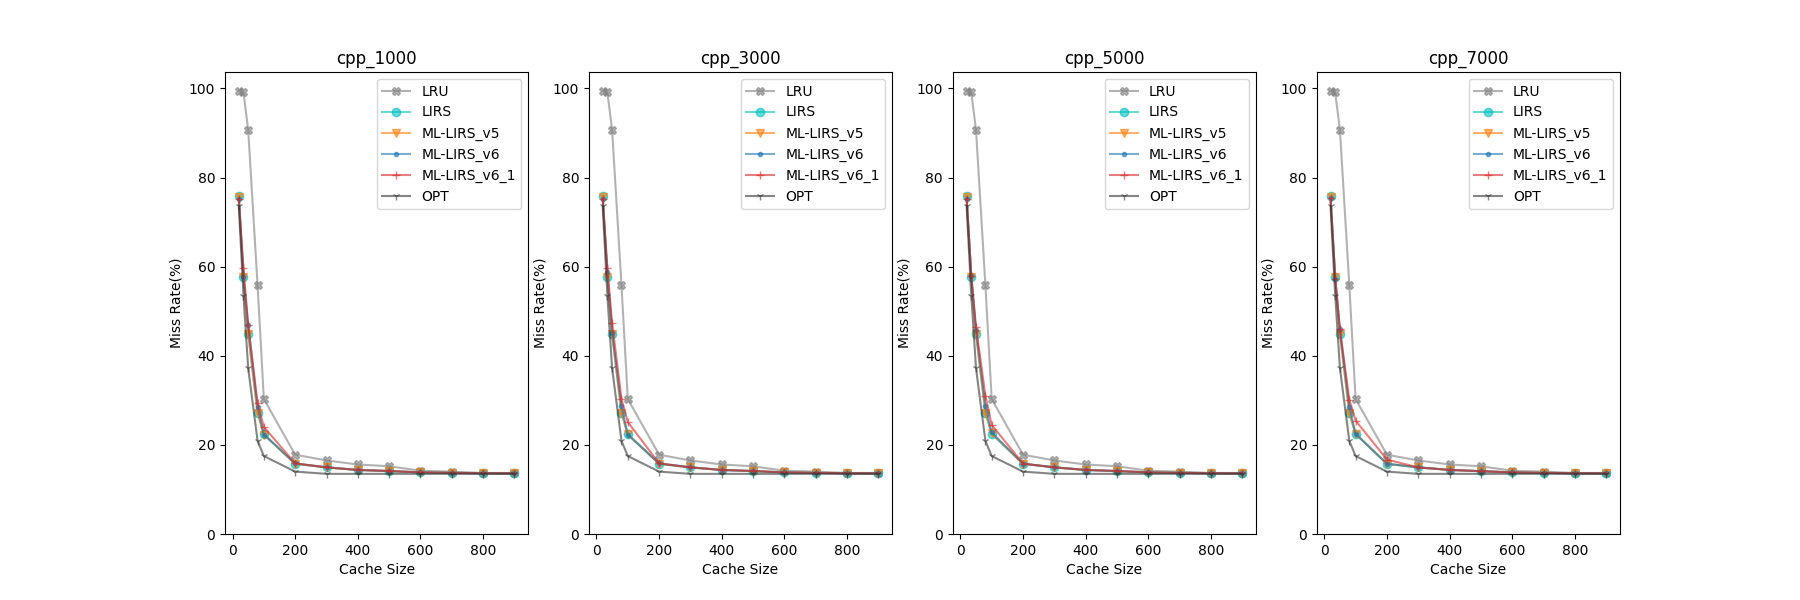 cpp_1000
cpp_3000
cpp_5000
cpp_7000
Miss Rate(%)
100
80
60
40
20
0
LRU
LIRS
ML-LIRS_v5
ML-LIRS_v6
ML-LIRS_v6_1
OPT
0 200 400 600 800
Cache Size
Miss Rate(%)
100
80
60
40
20
0
LRU
LIRS
ML-LIRS_v5
ML-LIRS_v6
ML-LIRS_v6_1
OPT
0 200 400 600 800
Cache Size
Miss Rate(%)
100
80
60
40
20
0
LRU
LIRS
ML-LIRS_v5
ML-LIRS_v6
ML-LIRS_v6_1
OPT
0 200 400 600 800
Cache Size
Miss Rate(%)
100
80
60
40
20
0
LRU
LIRS
ML-LIRS_v5
ML-LIRS_v6
ML-LIRS_v6_1
OPT
0 200 400 600 800
Cache Size